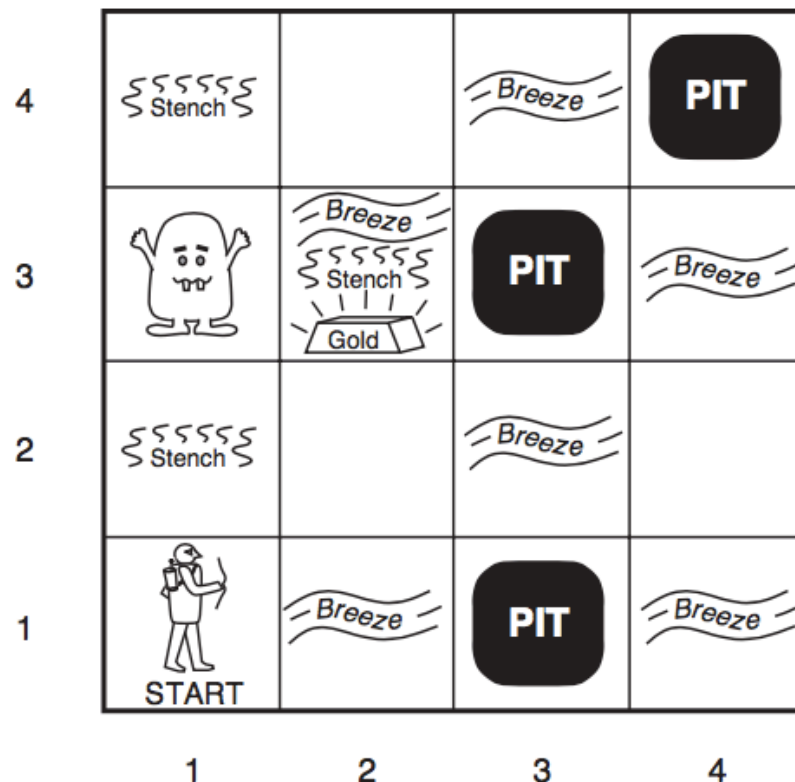 4
Stench
Breeze
PIT
3
Breeze
Stench
Gold
PIT
Breeze
2
Stench
Breeze
1
START
Breeze
PIT
Breeze
1 2 3 4